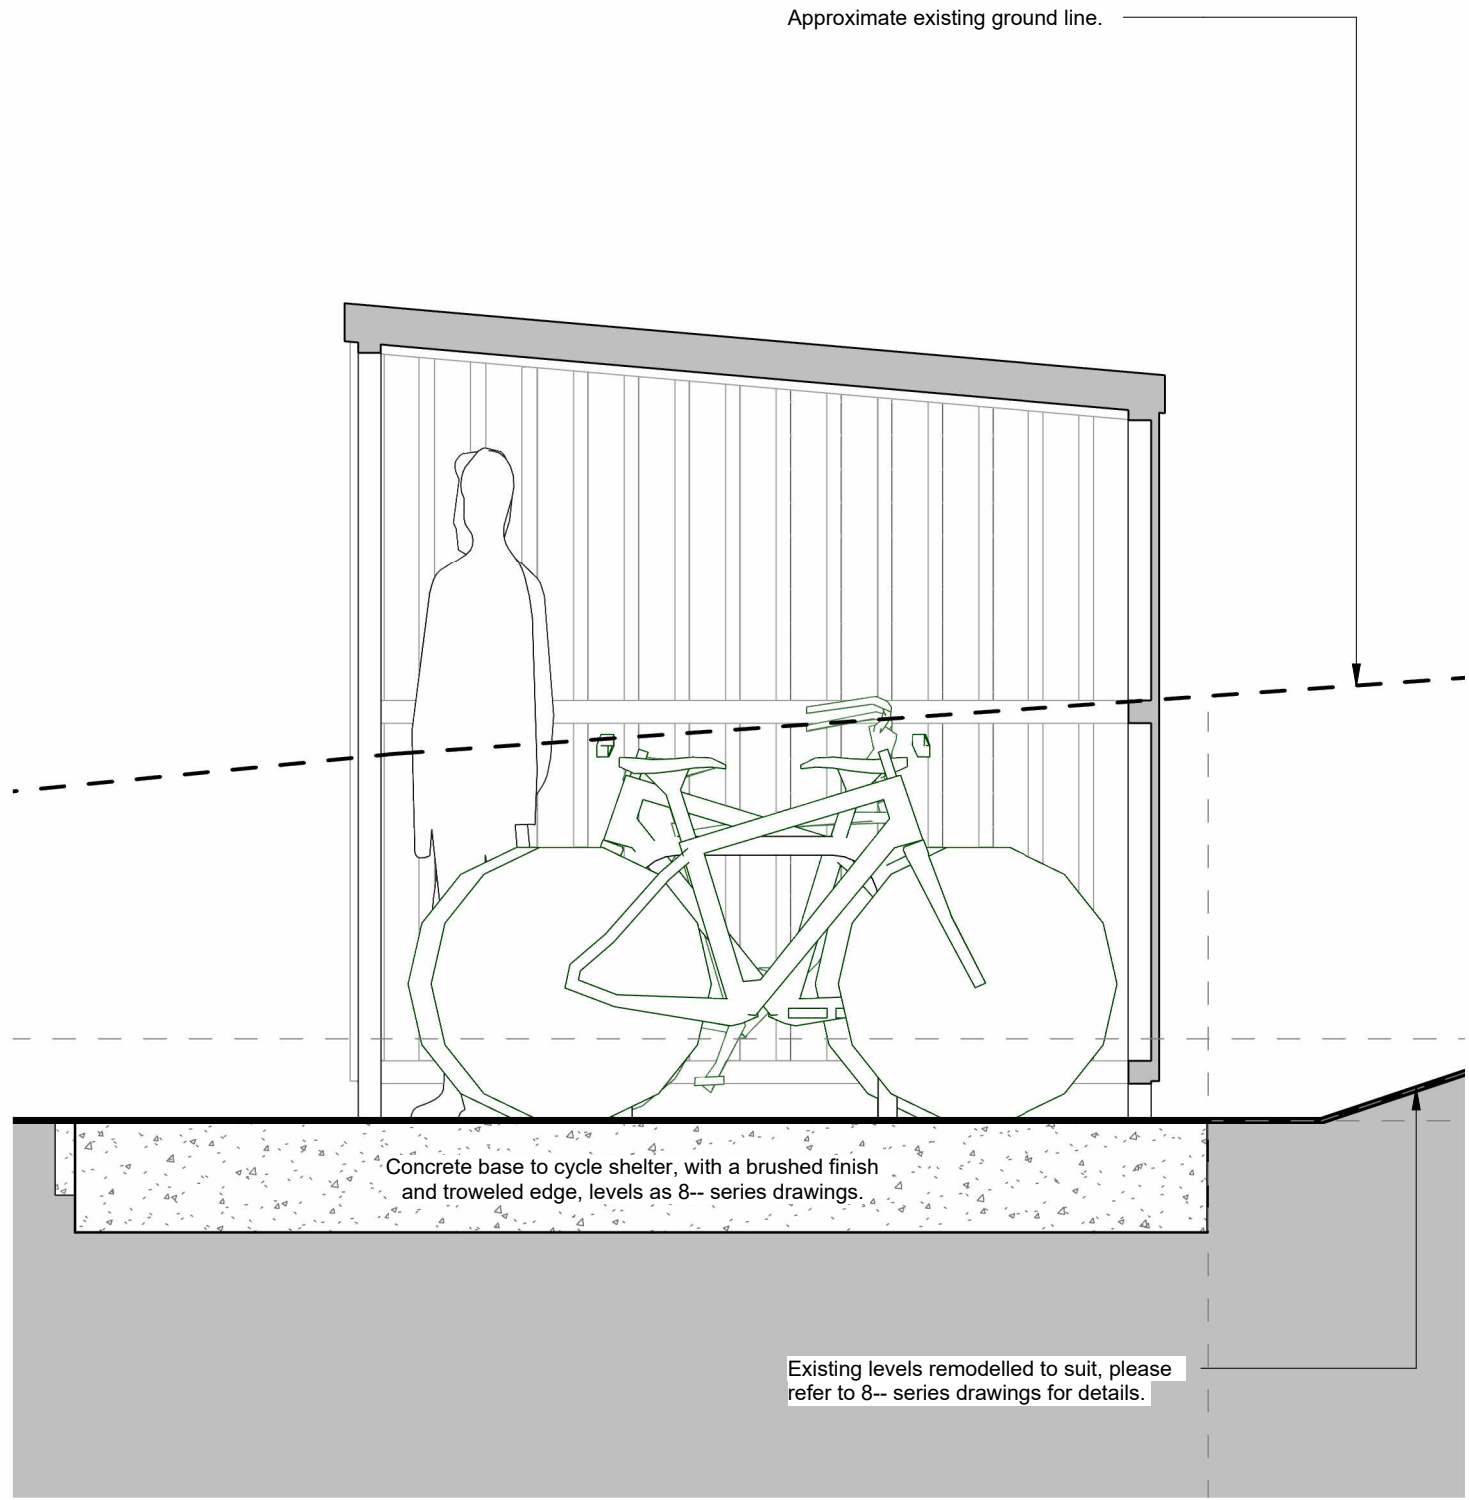 Approximate existing ground line.
Concrete base to cycle shelter, with a brushed finish
and troweled edge, levels as 8-- series drawings.
Existing levels remodelled to suit, please
refer to 8-- series drawings for details.